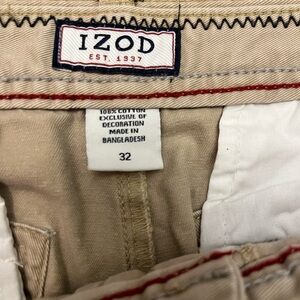 IZOD
EST. 1937
100% COTTON
EXCLUSIVE OF
DECORATION
MADE IN
BANGLADESH
32